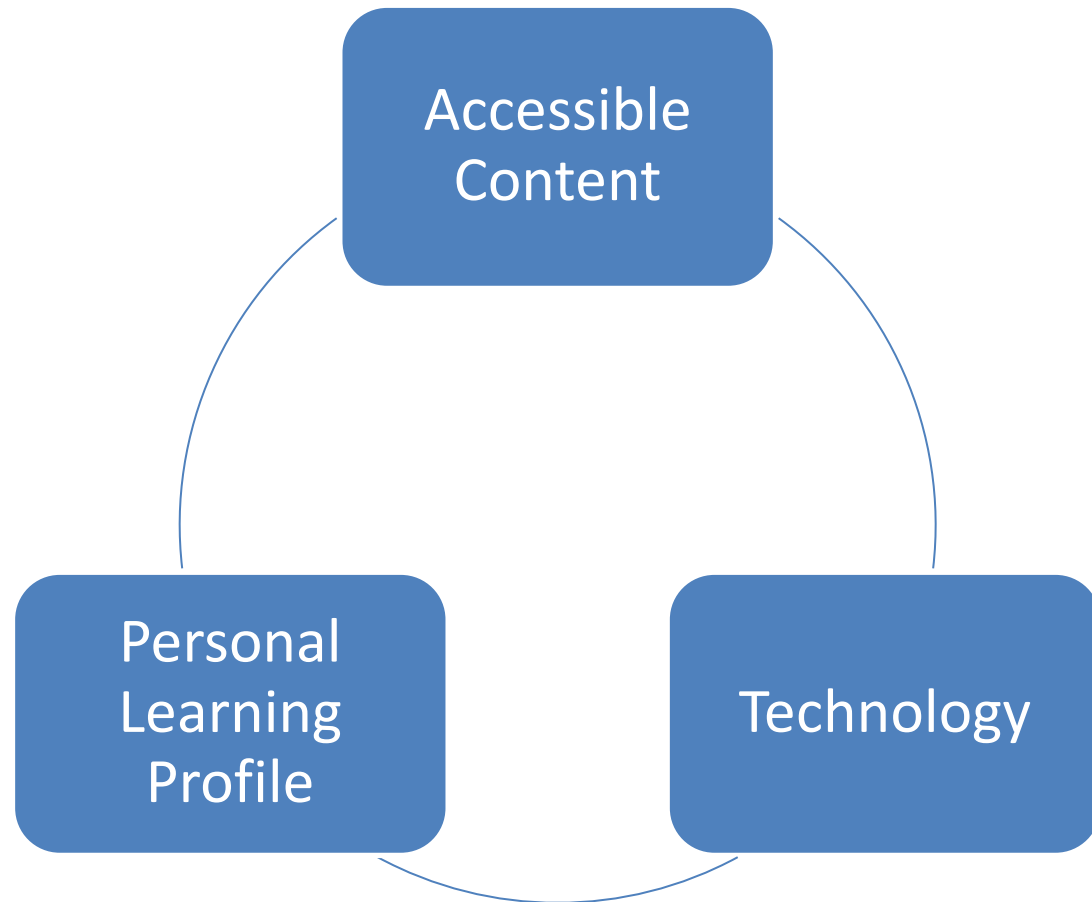 Accessible
Content
Personal
Learning
Profile
Technology